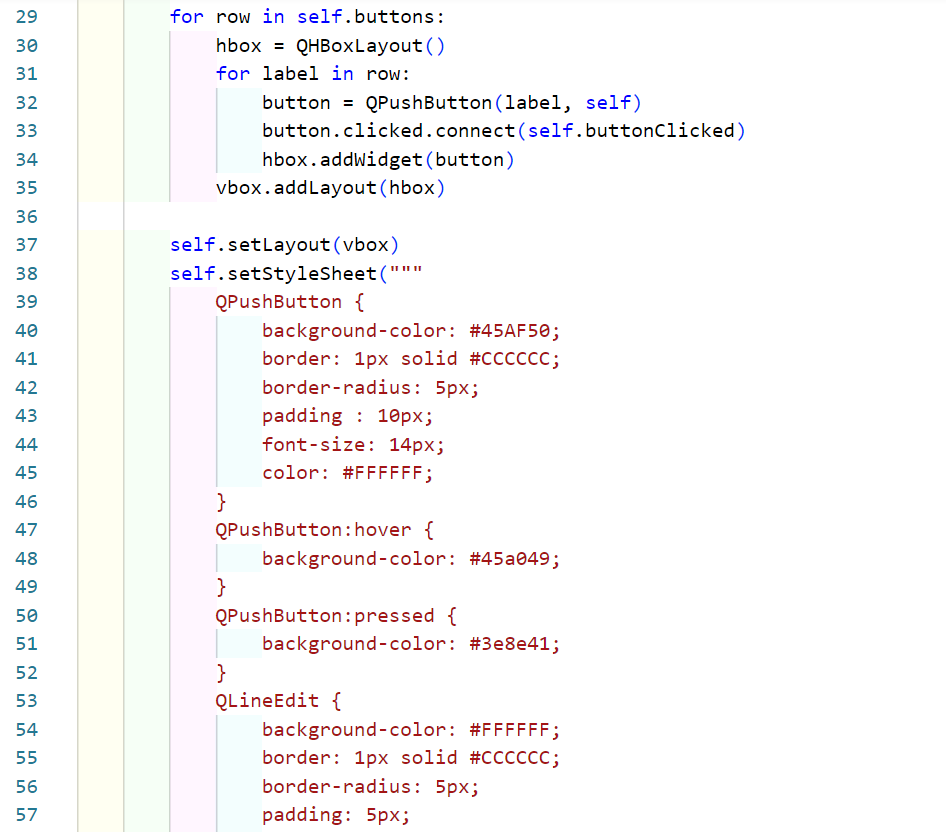 29 for row in self.buttons:
30 hbox = QHBoxLayout()
31 for label in row:
32 button = QPushButton(label, self)
33 button.clicked.connect(self.buttonClicked)
34 hbox.addWidget(button)
35 vbox.addLayout(hbox)
36
37 self.setLayout(vbox)
38 self.setStyleSheet("""
39 QPushButton {
40 background-color: #45AF50;
41 border: 1px solid #CCCCCC;
42 border-radius: 5px;
43 padding : 10px;
44 font-size: 14px;
45 color: #FFFFFF;
46 }
47 QPushButton:hover {
48 background-color: #45a049;
49 }
50 QPushButton:pressed {
51 background-color: #3e8e41;
52 }
53 QLineEdit {
54 background-color: #FFFFFF;
55 border: 1px solid #CCCCCC;
56 border-radius: 5px;
57 padding: 5px;